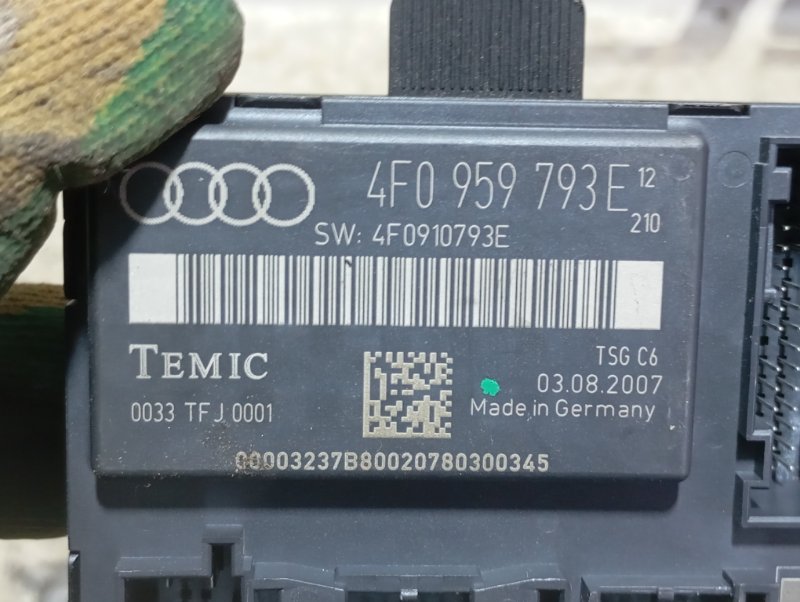 4F0 959 793E 12
210
SW: 4F0910793E
TEMIC
TSG C6
03.08.2007
0033 TFJ 0001
Made in Germany
00003237B80020780300345